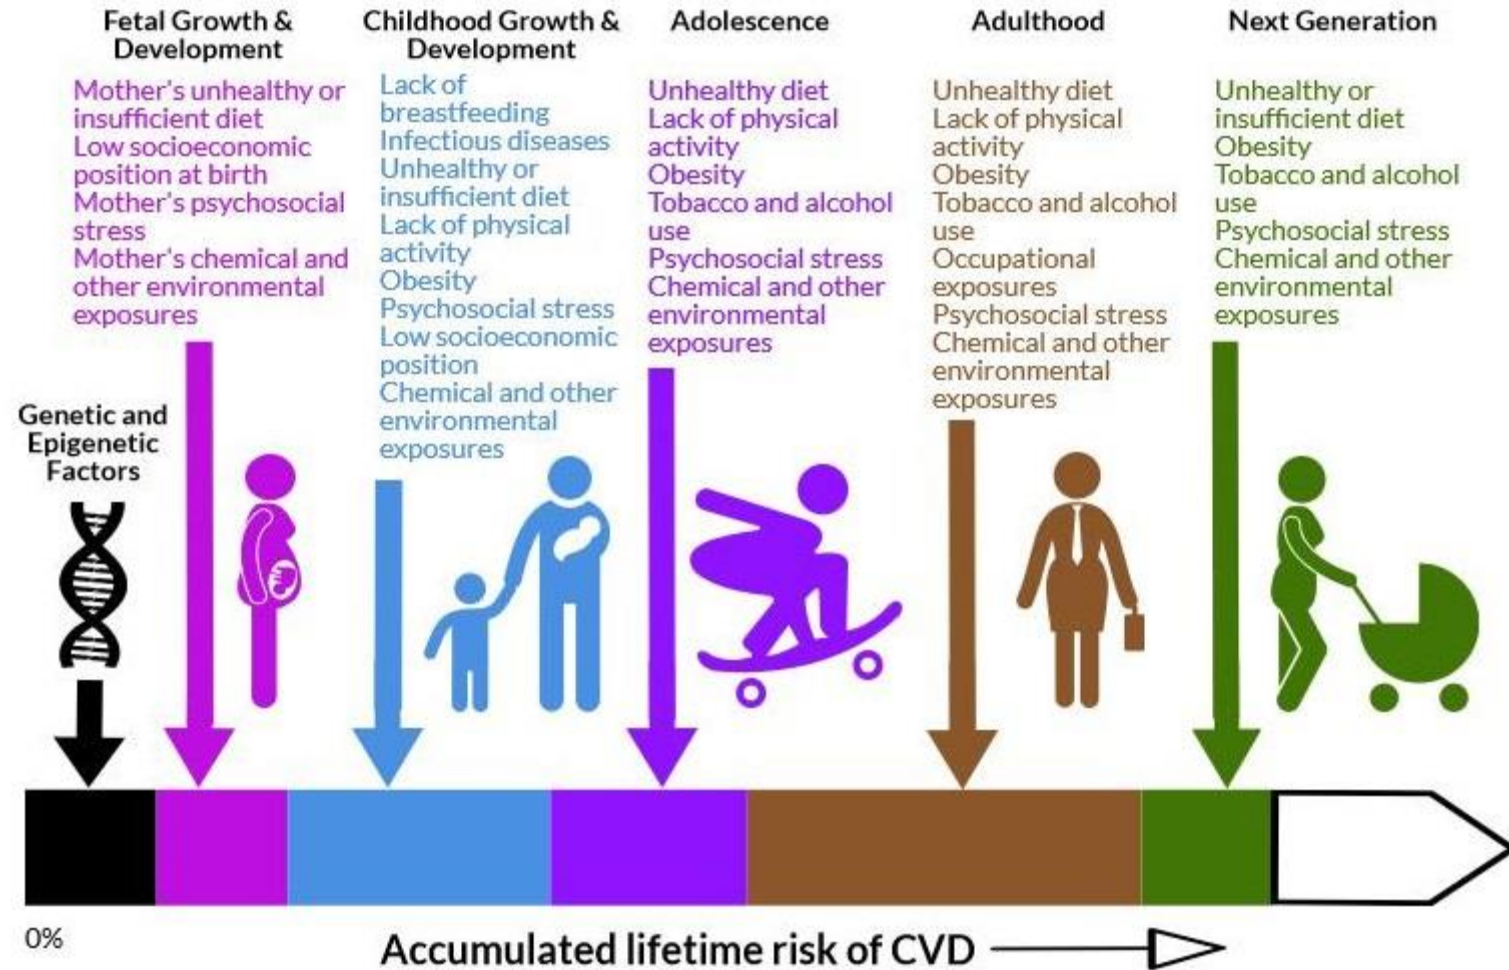 Fetal Growth &
Development
Mother's unhealthy or
insufficient diet
Low socioeconomic
position at birth
Mother's psychosocial
stress
Mother's chemical and
other environmental
exposures
Childhood Growth &
Development
Lack of
breastfeeding
Infectious diseases
Unhealthy or
insufficient diet
Lack of physical
activity
Obesity
Psychosocial stress
Low socioeconomic
position
Chemical and other
environmental
exposures
Adolescence
Unhealthy diet
Lack of physical
activity
Obesity
Tobacco and alcohol
use
Psychosocial stress
Chemical and other
environmental
exposures
Adulthood
Unhealthy diet
Lack of physical
activity
Obesity
Tobacco and alcohol
use
Occupational
exposures
Psychosocial stress
Chemical and other
environmental
exposures
Next Generation
Unhealthy or
insufficient diet
Obesity
Tobacco and alcohol
use
Psychosocial stress
Chemical and other
environmental
exposures
Genetic and
Epigenetic
Factors
0%
Accumulated lifetime risk of CVD